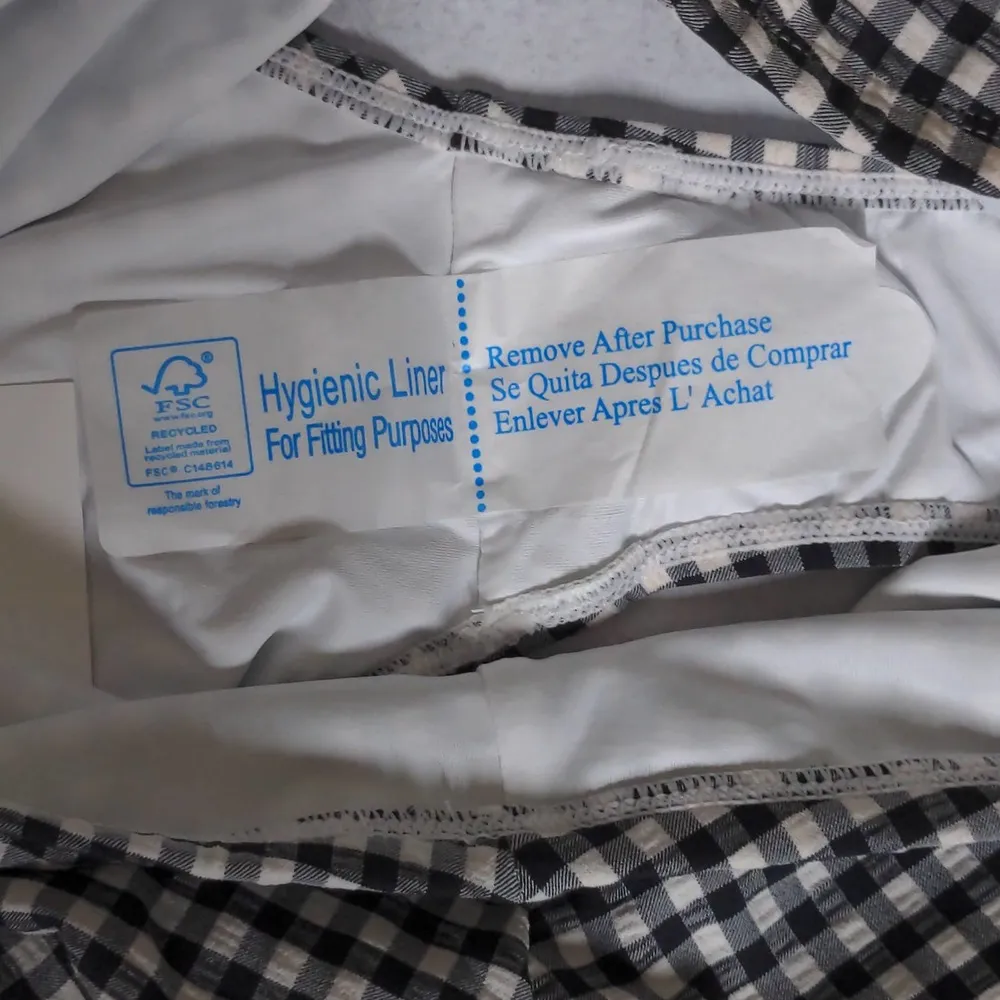 ®
FSC
www.fsc.org
RECYCLED
Label made from
recycled material
FSC® C148614
The mark of
responsible forestry
Hygienic Liner
For Fitting Purposes
Remove After Purchase
Se Quita Despues de Comprar
Enlever Apres L' Achat